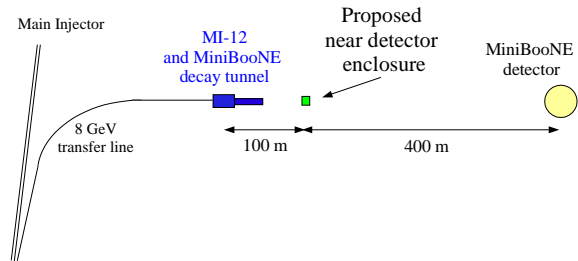 Main Injector
MI-12
and MiniBooNE
decay tunnel
Proposed
near detector
enclosure
MiniBooNE
detector
8 GeV
transfer line
100 m
400 m